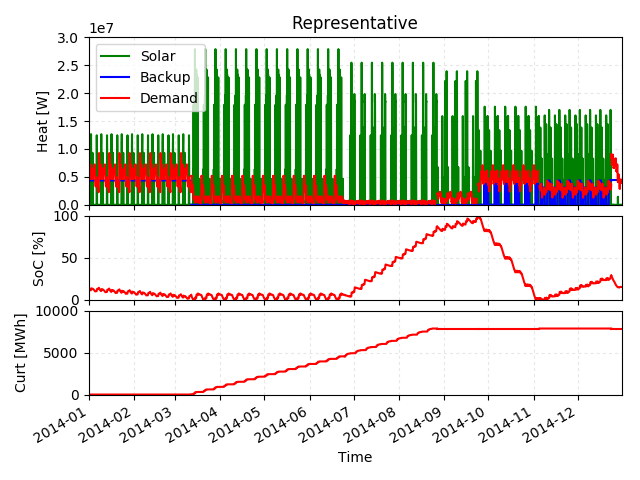 Representative
1e7
3.0
2.5
2.0
1.5
1.0
0.5
0.0
Heat [W]
Solar
Backup
Demand
100
50
0
SoC [%]
10000
5000
0
Curt [MWh]
2014-01
2014-02
2014-03
2014-04
2014-05
2014-06
2014-07
2014-08
2014-09
2014-10
2014-11
2014-12
Time